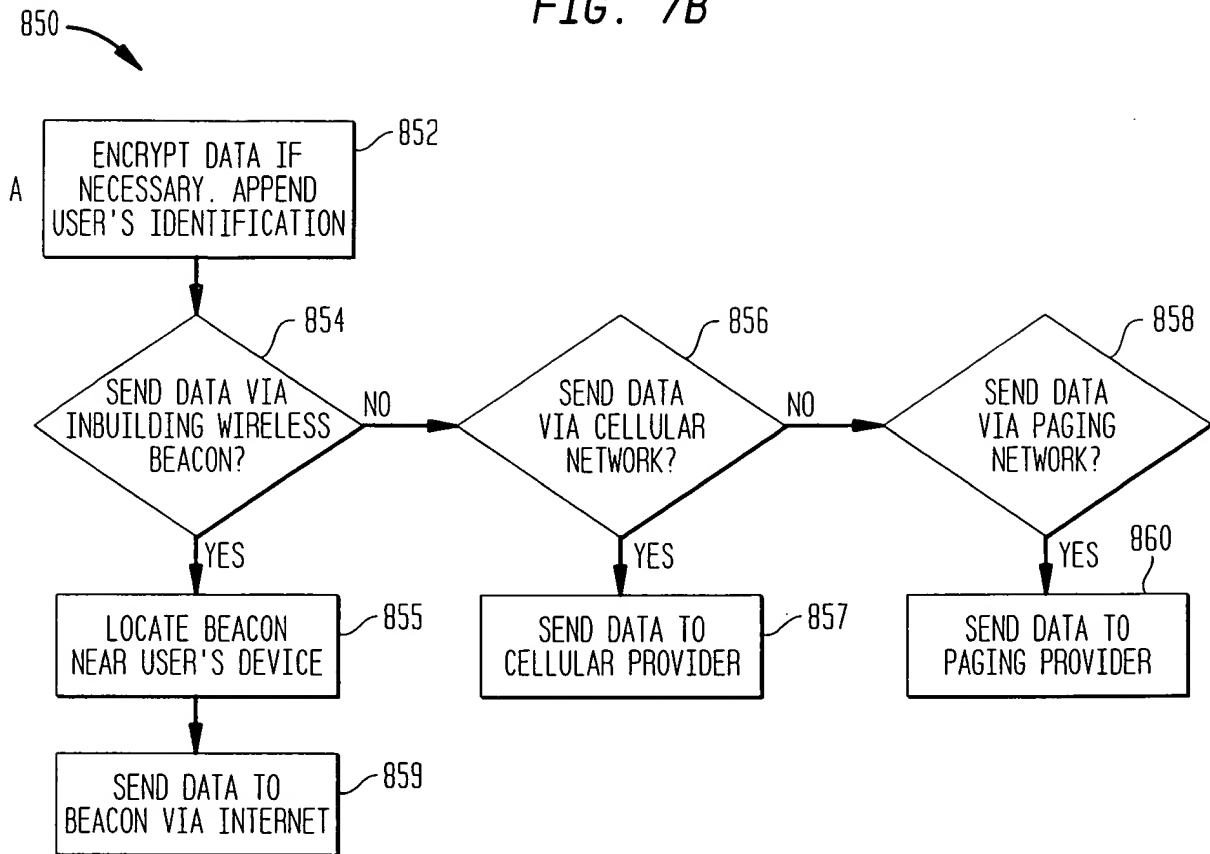 FIG. 7B
850
852
A
ENCRYPT DATA IF
NECESSARY. APPEND
USER'S IDENTIFICATION
854
SEND DATA VIA
INBUILDING WIRELESS
BEACON?
NO
856
SEND DATA
VIA CELLULAR
NETWORK?
NO
858
SEND DATA
VIA PAGING
NETWORK?
YES
YES
YES
860
LOCATE BEACON
NEAR USER'S DEVICE
855
SEND DATA TO
CELLULAR PROVIDER
857
SEND DATA TO
PAGING PROVIDER
SEND DATA TO
BEACON VIA INTERNET
859